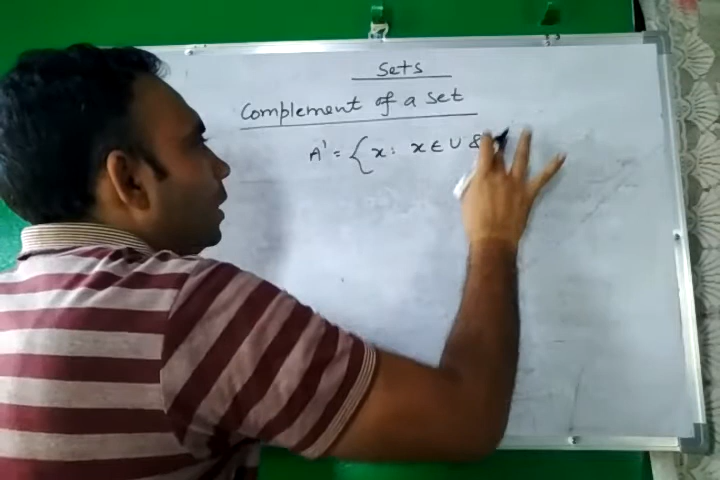 Sets
Complement of a set
A' = { x : x ∈ U &